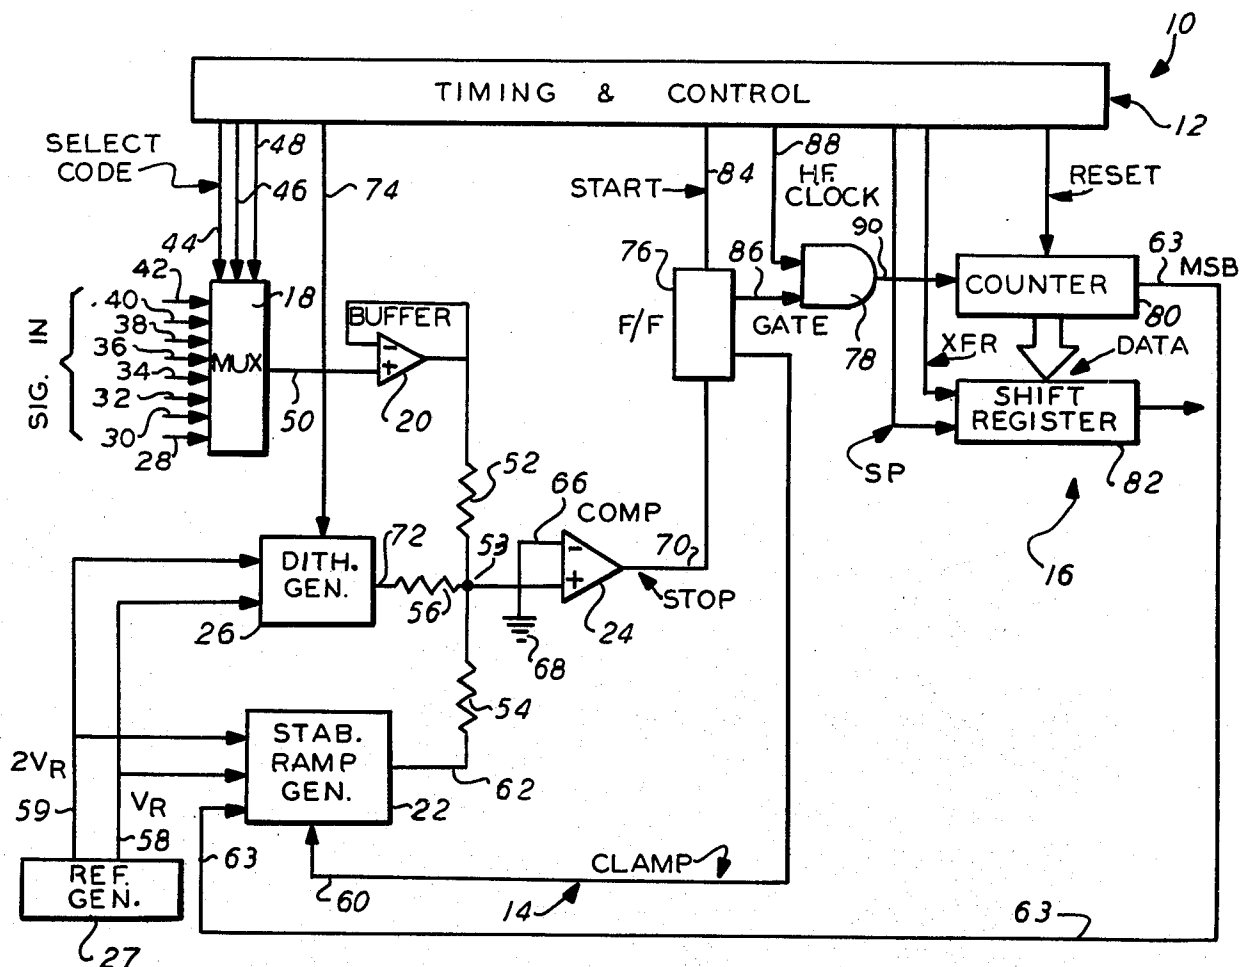 10
TIMING & CONTROL
12
SELECT
CODE
48
46
74
44
START
84
88
H.F.
CLOCK
90
RESET
42
40
38
36
34
32
30
28
SIG. IN
18
MUX
50
BUFFER
-
+
20
76
F/F
86
GATE
78
COUNTER
63
MSB
80
XFR
DATA
SHIFT
REGISTER
SP
82
16
52
66
COMP
72
53
-
+
70
STOP
24
68
DITH.
GEN.
26
56
54
STAB.
RAMP
GEN.
22
62
2VR
59
VR
58
63
REF.
GEN.
27
60
CLAMP
14
63